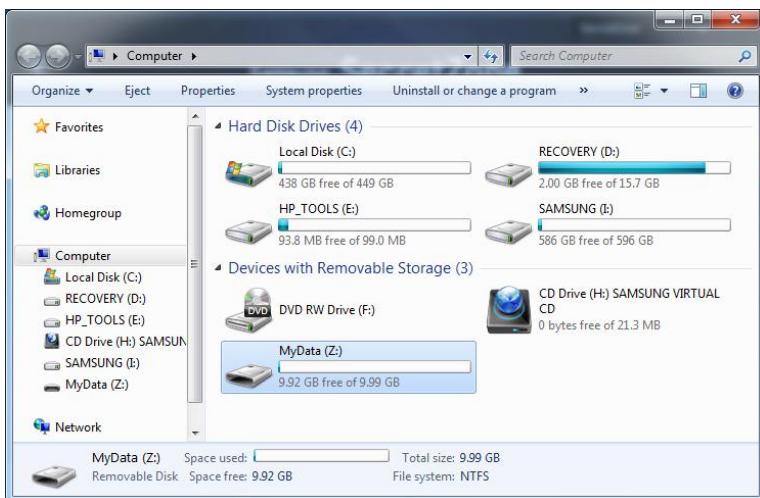 Computer
Search Computer
Organize Eject Properties System properties Uninstall or change a program »
Favorites
Libraries
Homegroup
Computer
Local Disk (C:)
RECOVERY (D:)
HP_TOOLS (E:)
CD Drive (H:) SAMSUN
SAMSUNG (I:)
MyData (Z:)
Network
Hard Disk Drives (4)
Local Disk (C:)
438 GB free of 449 GB
RECOVERY (D:)
2.00 GB free of 15.7 GB
HP_TOOLS (E:)
93.8 MB free of 99.0 MB
SAMSUNG (I:)
586 GB free of 596 GB
Devices with Removable Storage (3)
DVD RW Drive (F:)
CD Drive (H:) SAMSUNG VIRTUAL
CD
0 bytes free of 21.3 MB
MyData (Z:)
9.92 GB free of 9.99 GB
MyData (Z:) Space used: Total size: 9.99 GB
Removable Disk Space free: 9.92 GB File system: NTFS